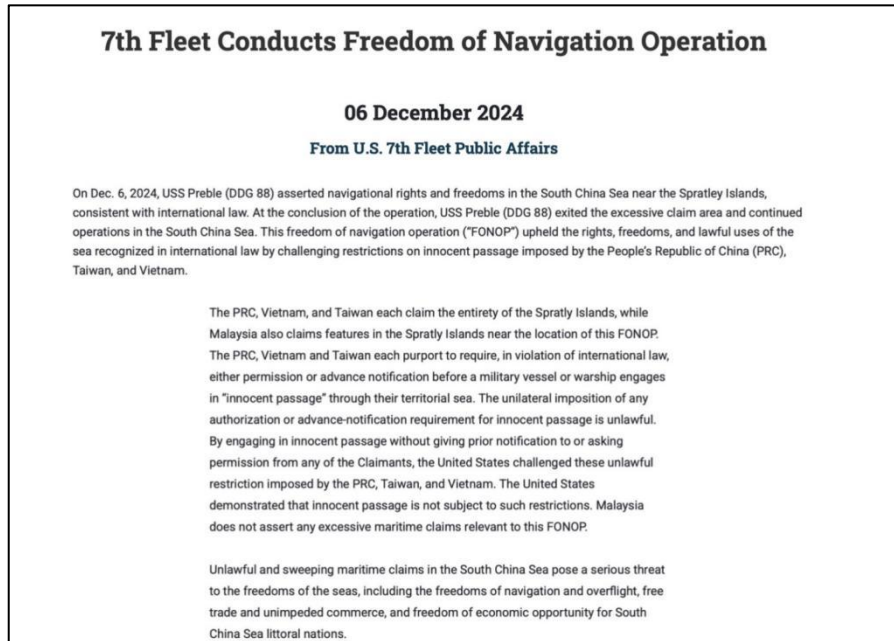 7th Fleet Conducts Freedom of Navigation Operation
06 December 2024
From U.S. 7th Fleet Public Affairs
On Dec. 6, 2024, USS Preble (DDG 88) asserted navigational rights and freedoms in the South China Sea near the Spratley Islands,
consistent with international law. At the conclusion of the operation, USS Preble (DDG 88) exited the excessive claim area and continued
operations in the South China Sea. This freedom of navigation operation (“FONOP”) upheld the rights, freedoms, and lawful uses of the
sea recognized in international law by challenging restrictions on innocent passage imposed by the People’s Republic of China (PRC),
Taiwan, and Vietnam.
The PRC, Vietnam, and Taiwan each claim the entirety of the Spratly Islands, while
Malaysia also claims features in the Spratly Islands near the location of this FONOP.
The PRC, Vietnam and Taiwan each purport to require, in violation of international law,
either permission or advance notification before a military vessel or warship engages
in “innocent passage” through their territorial sea. The unilateral imposition of any
authorization or advance-notification requirement for innocent passage is unlawful.
By engaging in innocent passage without giving prior notification to or asking
permission from any of the Claimants, the United States challenged these unlawful
restriction imposed by the PRC, Taiwan, and Vietnam. The United States
demonstrated that innocent passage is not subject to such restrictions. Malaysia
does not assert any excessive maritime claims relevant to this FONOP.
Unlawful and sweeping maritime claims in the South China Sea pose a serious threat
to the freedoms of the seas, including the freedoms of navigation and overflight, free
trade and unimpeded commerce, and freedom of economic opportunity for South
China Sea littoral nations.